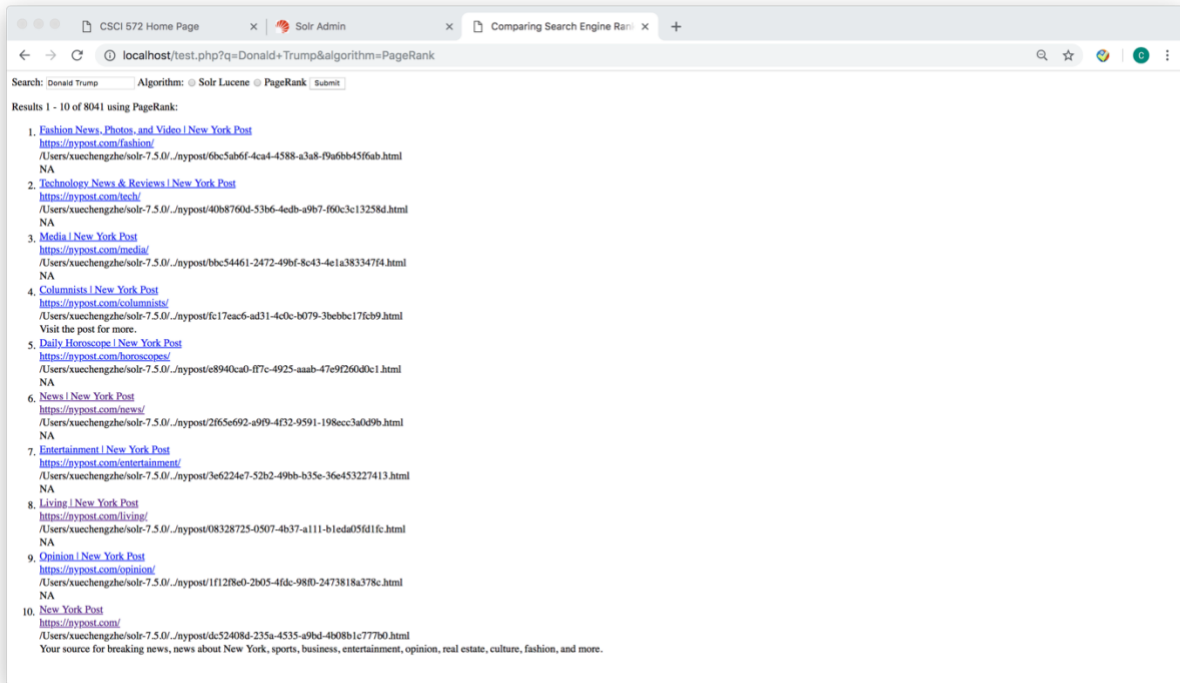 CSCI 572 Home Page
Solr Admin
Comparing Search Engine Ran
localhost/test.php?q=Donald+Trump&algorithm=PageRank
C
Search: Donald Trump Algorithm: Solr Lucene PageRank Submit
Results 1 - 10 of 8041 using PageRank:
1. Fashion News, Photos, and Video | New York Post
https://nypost.com/fashion/
/Users/xuechengzhe/solr-7.5.0/../nypost/6bc5ab6f-4ca4-4588-a3a8-f9a6bb45f6ab.html
NA
2. Technology News & Reviews | New York Post
https://nypost.com/tech/
/Users/xuechengzhe/solr-7.5.0/../nypost/40b8760d-53b6-4edb-a9b7-f60c3c13258d.html
NA
3. Media | New York Post
https://nypost.com/media/
/Users/xuechengzhe/solr-7.5.0/../nypost/bbc54461-2472-49bf-8c43-4e1a383347f4.html
NA
4. Columnists | New York Post
https://nypost.com/columnists/
/Users/xuechengzhe/solr-7.5.0/../nypost/fc17eac6-ad31-4c0c-b079-3bebbc17fcb9.html
Visit the post for more.
5. Daily Horoscope | New York Post
https://nypost.com/horoscopes/
/Users/xuechengzhe/solr-7.5.0/../nypost/e8940ca0-ff7c-4925-aaab-47e9f260d0c1.html
NA
6. News | New York Post
https://nypost.com/news/
/Users/xuechengzhe/solr-7.5.0/../nypost/2f65e692-a9f9-4f32-9591-198ecc3a0d9b.html
NA
7. Entertainment | New York Post
https://nypost.com/entertainment/
/Users/xuechengzhe/solr-7.5.0/../nypost/3e6224e7-52b2-49bb-b35e-36e453227413.html
NA
8. Living | New York Post
https://nypost.com/living/
/Users/xuechengzhe/solr-7.5.0/../nypost/08328725-0507-4b37-a111-b1eda05fd1fc.html
NA
9. Opinion | New York Post
https://nypost.com/opinion/
/Users/xuechengzhe/solr-7.5.0/../nypost/1f12f8e0-2b05-4fdc-98f0-2473818a378c.html
NA
10. New York Post
https://nypost.com/
/Users/xuechengzhe/solr-7.5.0/../nypost/dc52408d-235a-4535-a9bd-4b08b1c777b0.html
Your source for breaking news, news about New York, sports, business, entertainment, opinion, real estate, culture, fashion, and more.